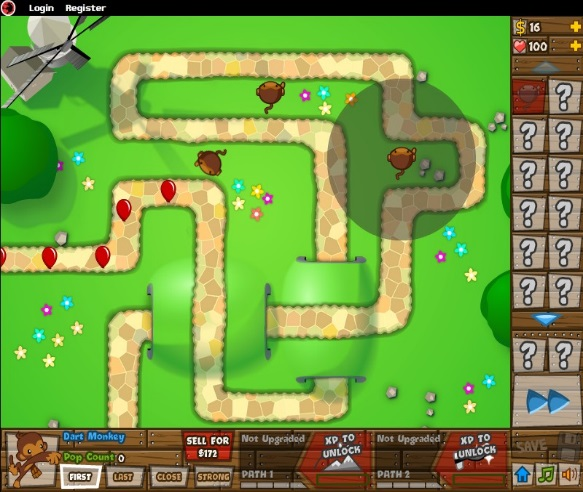 Login Register
$ 16 +
100 +
?
? ?
? ?
? ?
? ?
? ?
? ?
Dart Monkey
Pop Count: 0
FIRST LAST CLOSE STRONG
SELL FOR
$172
Not Upgraded
PATH 1
XP TO
UNLOCK
Not Upgraded
PATH 2
XP TO
UNLOCK
SAVE